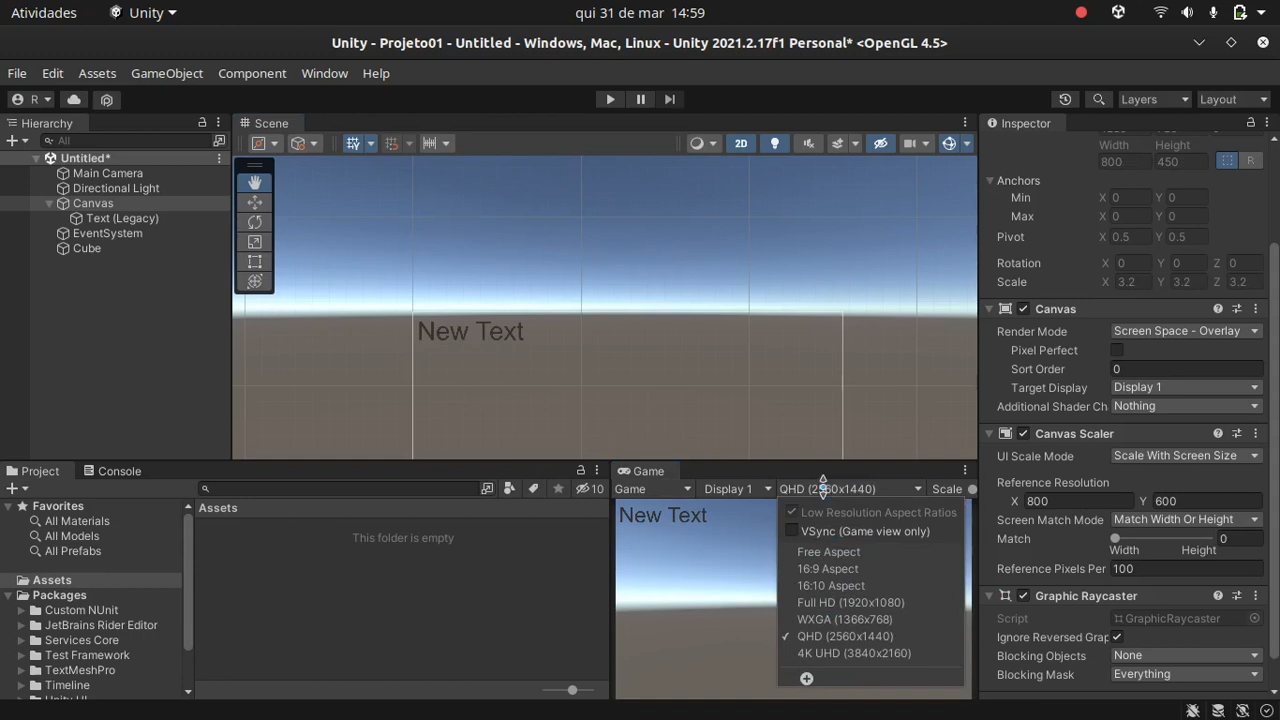 Atividades
Unity
qui 31 de mar 14:59
Unity - Projeto01 - Untitled - Windows, Mac, Linux - Unity 2021.2.17f1 Personal* <OpenGL 4.5>
File Edit Assets GameObject Component Window Help
R
Layers
Layout
Hierarchy
All
Untitled*
Main Camera
Directional Light
Canvas
Text (Legacy)
EventSystem
Cube
Scene
2D
New Text
Inspector
Width Height
800 450
R
Anchors
Min X 0 Y 0
Max X 0 Y 0
Pivot X 0.5 Y 0.5
Rotation X 0 Y 0 Z 0
Scale X 3.2 Y 3.2 Z 3.2
Canvas
Render Mode Screen Space - Overlay
Pixel Perfect
Sort Order 0
Target Display Display 1
Additional Shader Ch Nothing
Canvas Scaler
UI Scale Mode Scale With Screen Size
Reference Resolution
X 800 Y 600
Screen Match Mode Match Width Or Height
Match 0
Width Height
Reference Pixels Per 100
Graphic Raycaster
Script GraphicRaycaster
Ignore Reversed Grap
Blocking Objects None
Blocking Mask Everything
Project Console
10
Favorites
All Materials
All Models
All Prefabs
Assets
Packages
Custom NUnit
JetBrains Rider Editor
Services Core
Test Framework
TextMeshPro
Timeline
Assets
This folder is empty
Game
Game Display 1 QHD (2560x1440) Scale
New Text
Low Resolution Aspect Ratios
VSync (Game view only)
Free Aspect
16:9 Aspect
16:10 Aspect
Full HD (1920x1080)
WXGA (1366x768)
QHD (2560x1440)
4K UHD (3840x2160)